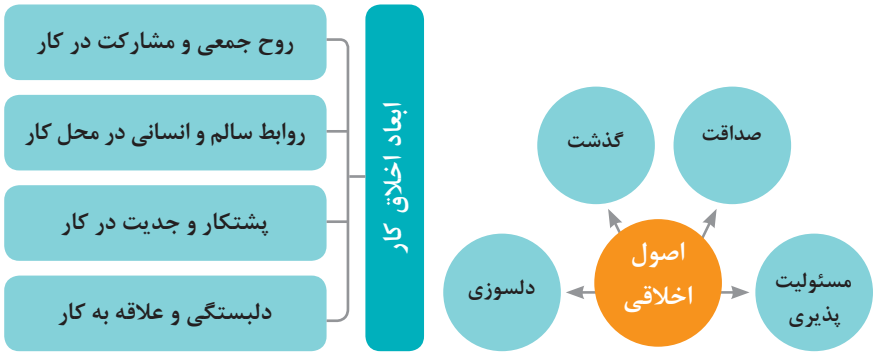 صداقت
گذشت
اصول
اخلاقی
مسئولیت
پذیری
دلسوزی
ابعاد اخلاق کار
روح جمعی و مشارکت در کار
روابط سالم و انسانی در محل کار
پشتکار و جدیت در کار
دلبستگی و علاقه به کار